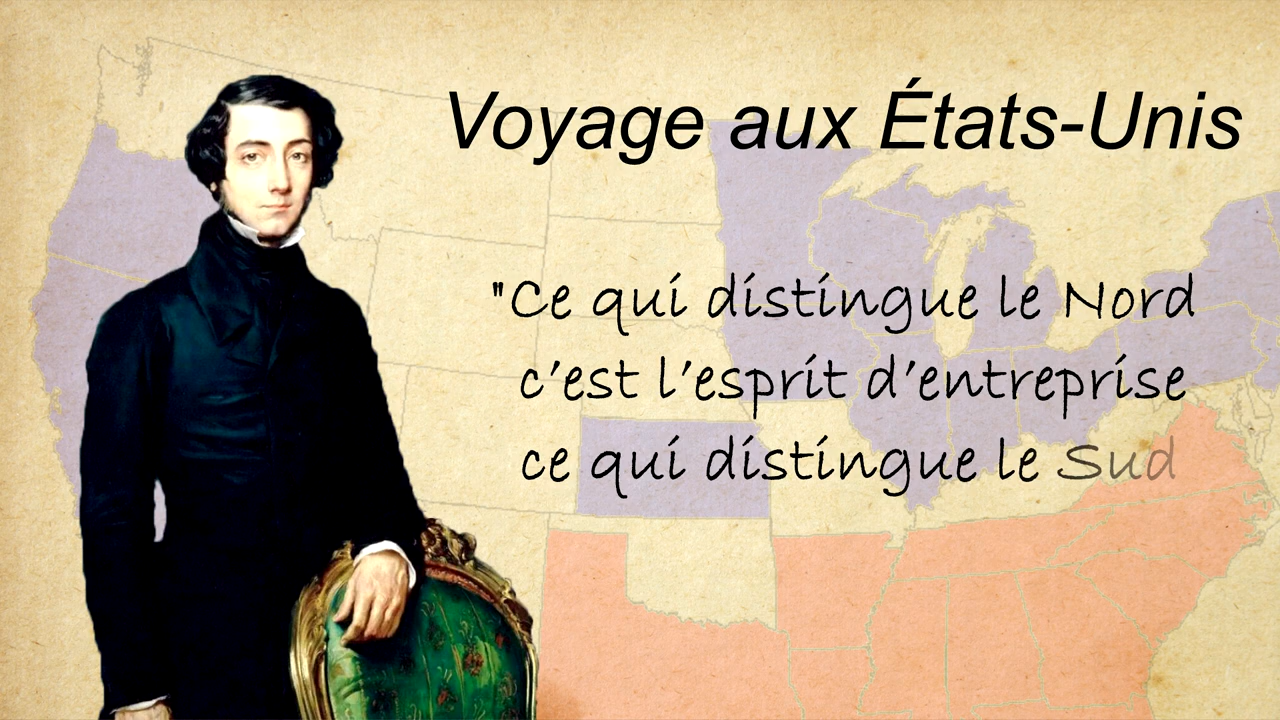 Voyage aux États-Unis
"Ce qui distingue le Nord
c'est l'esprit d'entreprise
ce qui distingue le Sud